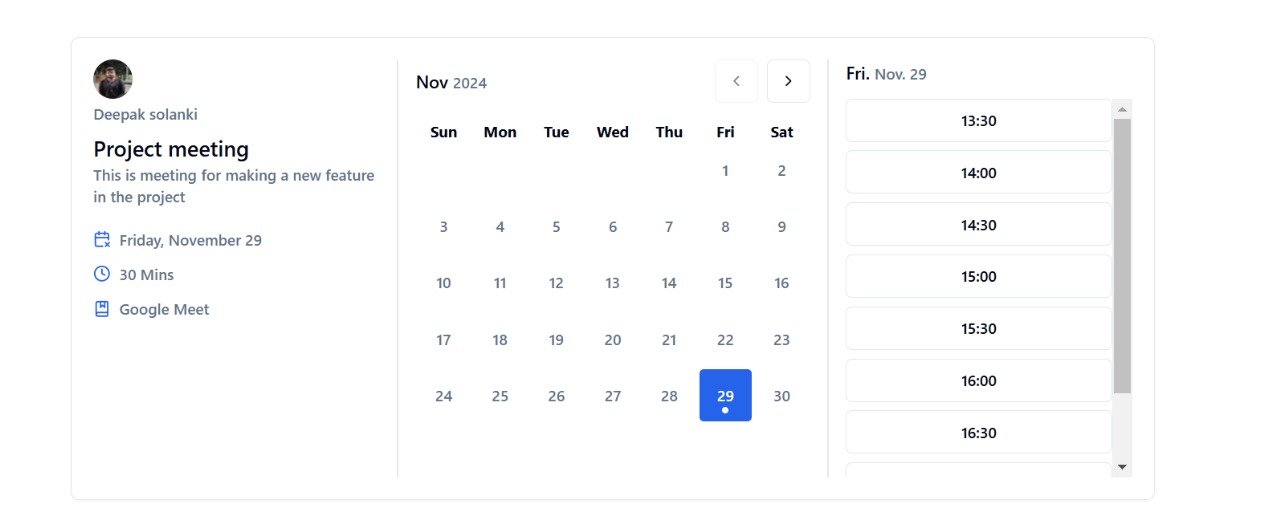 Deepak solanki
Project meeting
This is meeting for making a new feature
in the project
Friday, November 29
30 Mins
Google Meet
Nov 2024
Sun Mon Tue Wed Thu Fri Sat
1 2
3 4 5 6 7 8 9
10 11 12 13 14 15 16
17 18 19 20 21 22 23
24 25 26 27 28 29 30
Fri. Nov. 29
13:30
14:00
14:30
15:00
15:30
16:00
16:30